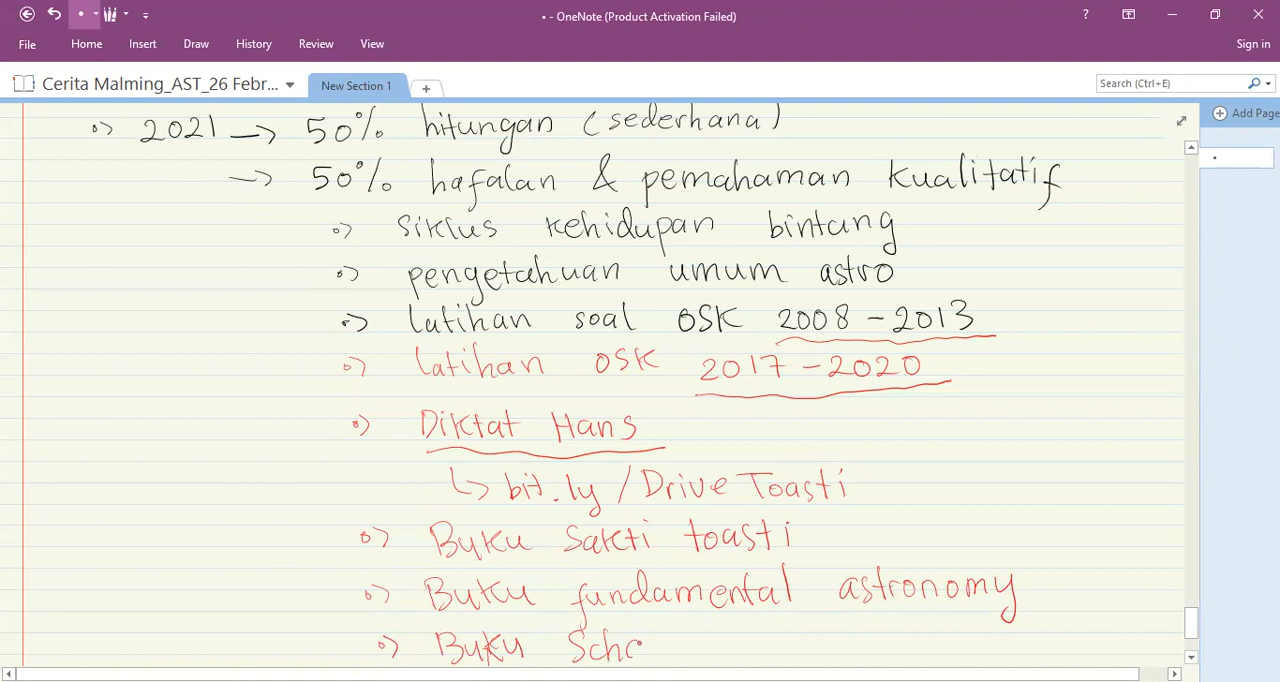 - OneNote (Product Activation Failed)
?
File Home Insert Draw History Review View
Sign in
Cerita Malming_AST_26 Febr... New Section 1
Search (Ctrl+E)
Add Page
2021 → 50% hitungan (sederhana)
→ 50% hafalan & pemahaman kualitatif
siklus kehidupan bintang
pengetahuan umum astro
latihan soal OSK 2008 - 2013
latihan OSK 2017 - 2020
Diktat Hans
↳ bit.ly/DriveToasti
Buku Sakti toasti
Buku fundamental astronomy
Buku Scho